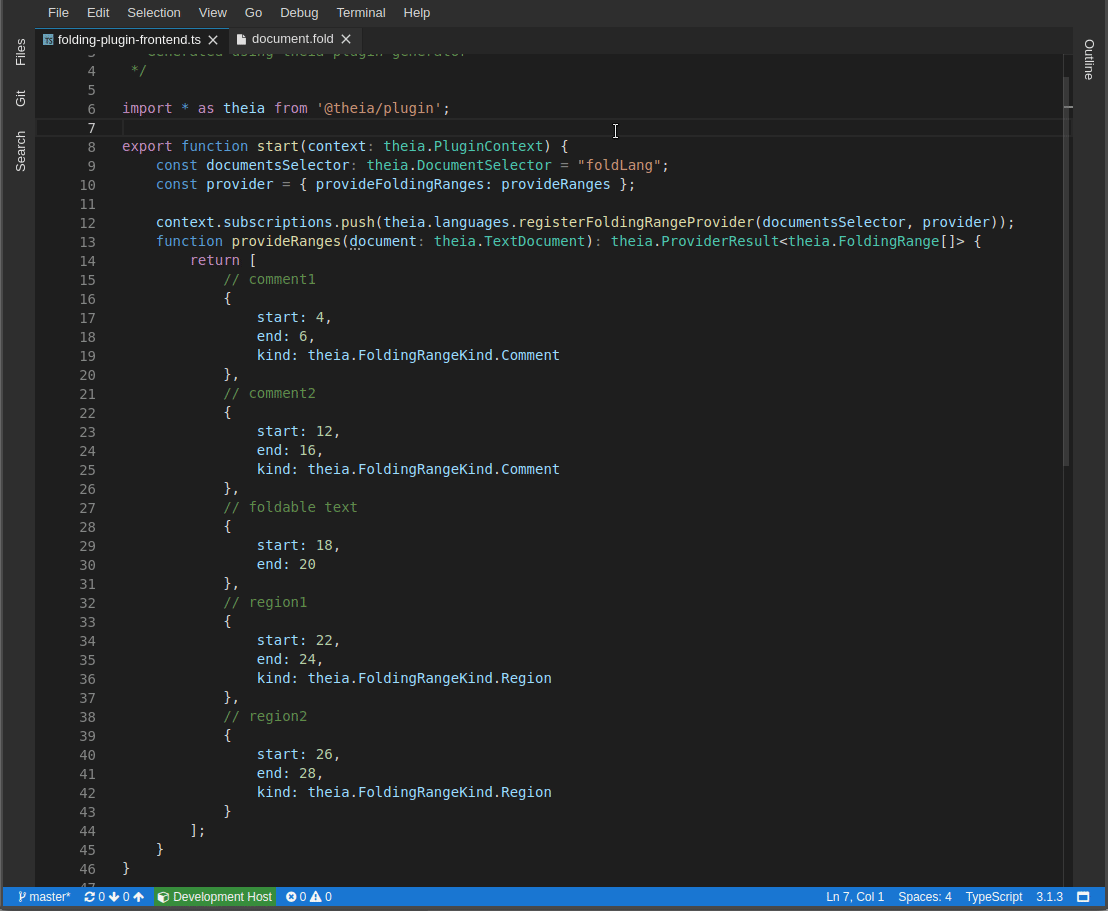 File Edit Selection View Go Debug Terminal Help
folding-plugin-frontend.ts document.fold
Files
Git
Search
Outline
4 */
5
6 import * as theia from '@theia/plugin';
7
8 export function start(context: theia.PluginContext) {
9 const documentsSelector: theia.DocumentSelector = "foldLang";
10 const provider = { provideFoldingRanges: provideRanges };
11
12 context.subscriptions.push(theia.languages.registerFoldingRangeProvider(documentsSelector, provider));
13 function provideRanges(document: theia.TextDocument): theia.ProviderResult<theia.FoldingRange[]> {
14 return [
15 // comment1
16 {
17 start: 4,
18 end: 6,
19 kind: theia.FoldingRangeKind.Comment
20 },
21 // comment2
22 {
23 start: 12,
24 end: 16,
25 kind: theia.FoldingRangeKind.Comment
26 },
27 // foldable text
28 {
29 start: 18,
30 end: 20
31 },
32 // region1
33 {
34 start: 22,
35 end: 24,
36 kind: theia.FoldingRangeKind.Region
37 },
38 // region2
39 {
40 start: 26,
41 end: 28,
42 kind: theia.FoldingRangeKind.Region
43 }
44 ];
45 }
46 }
master* 0 0 Development Host 0 0 Ln 7, Col 1 Spaces: 4 TypeScript 3.1.3